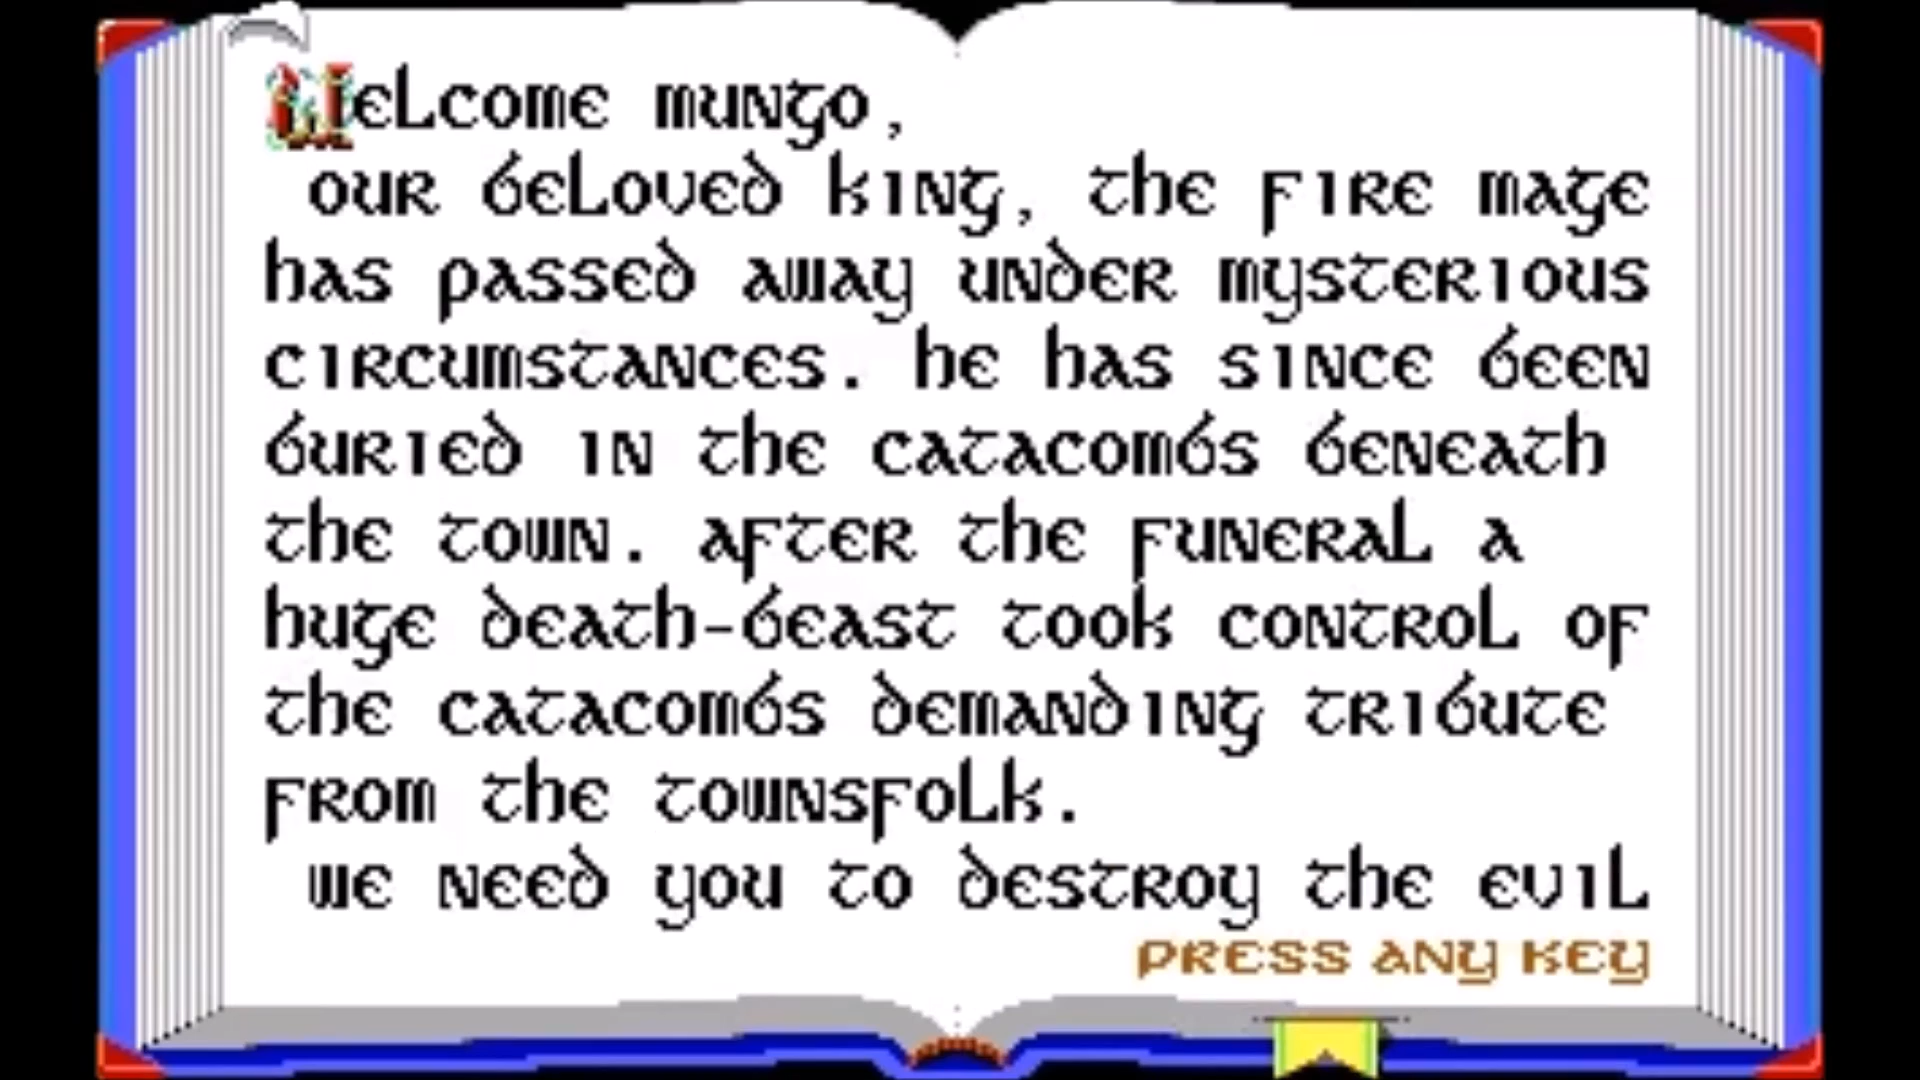 Welcome mungo,
our beloved king, the fire mage
has passed away under mysterious
circumstances. he has since been
buried in the catacombs beneath
the town. after the funeral a
huge death-beast took control of
the catacombs demanding tribute
from the townsfolk.
we need you to destroy the evil
press any key